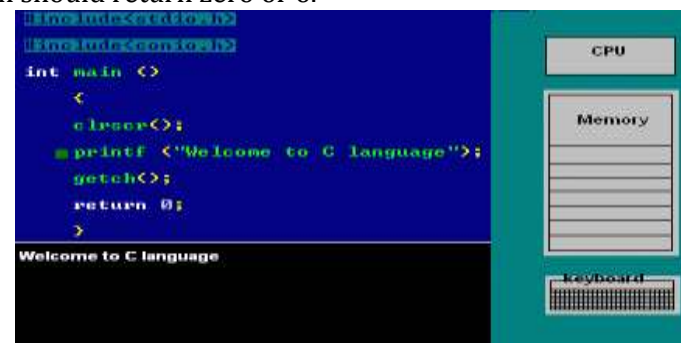 n should return zero or 0.
#include<stdio.h>
#include<conio.h>
int main ()
{
clrscr();
printf ("Welcome to C language");
getch();
return 0;
}
Welcome to C language
CPU
Memory
keyboard